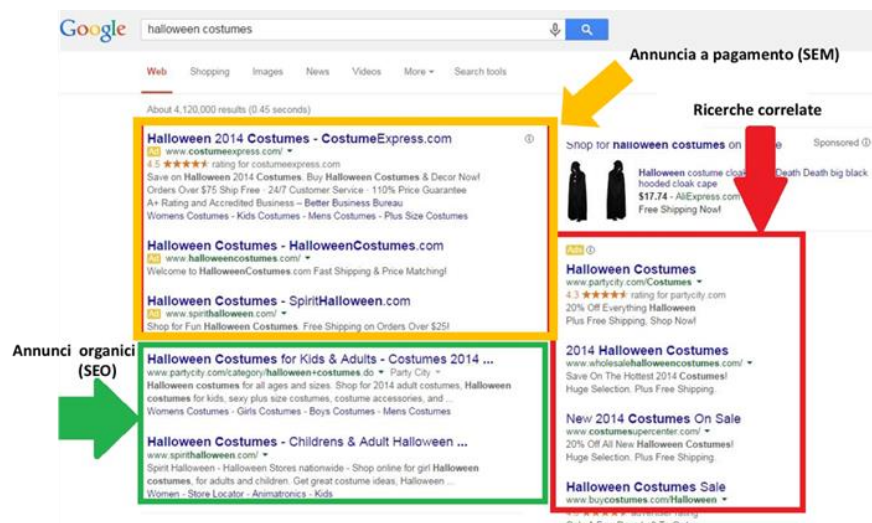 Google halloween costumes
Annuncia a pagamento (SEM)
Web Shopping Images News Videos More Search tools
About 4,120,000 results (0.45 seconds)
Ricerche correlate
Halloween 2014 Costumes - CostumeExpress.com
Ad www.costumeexpress.com/
4.5 ★★★★★ rating for costumeexpress.com
Save on Halloween 2014 Costumes. Buy Halloween Costumes & Decor Now!
Orders Over $75 Ship Free · 24/7 Customer Service · 110% Price Guarantee
A+ Rating and Accredited Business – Better Business Bureau
Womens Costumes - Kids Costumes - Mens Costumes - Plus Size Costumes
Halloween Costumes - HalloweenCostumes.com
Ad www.halloweencostumes.com/
Welcome to HalloweenCostumes.com Fast Shipping & Price Matching!
Halloween Costumes - SpiritHalloween.com
Ad www.spirithalloween.com/
Shop for Fun Halloween Costumes. Free Shipping on Orders Over $25!
Shop for halloween costumes on Sponsored
Halloween costume Death Death big black
hooded cloak cape
$17.74 - AliExpress.com
Free Shipping Now!
Ads
Halloween Costumes
www.partycity.com/Costumes
4.3 ★★★★★ rating for partycity.com
20% Off Everything Halloween
Plus Free Shipping, Shop Now!
2014 Halloween Costumes
www.wholesalehalloweencostumes.com/
Save On The Hottest 2014 Costumes!
Huge Selection. Plus Free Shipping.
New 2014 Costumes On Sale
www.costumesupercenter.com/
20% Off All New Halloween Costumes!
Huge Selection. Plus Free Shipping.
Halloween Costumes Sale
www.buycostumes.com/Halloween
Annunci organici
(SEO)
Halloween Costumes for Kids & Adults - Costumes 2014 ...
www.partycity.com/category/halloween+costumes.do Party City
Halloween costumes for all ages and sizes. Shop for 2014 adult costumes, Halloween
costumes for kids, sexy plus size costumes, costume accessories, and ...
Womens Costumes - Girls Costumes - Boys Costumes - Mens Costumes
Halloween Costumes - Childrens & Adult Halloween ...
www.spirithalloween.com/
Spirit Halloween - Halloween Stores nationwide - Shop online for girl Halloween
costumes, for adults and children. Get great costume ideas, Halloween ...
Women - Store Locator - Animatronics - Kids